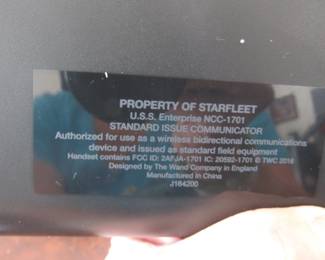 PROPERTY OF STARFLEET
U.S.S. Enterprise NCC-1701
STANDARD ISSUE COMMUNICATOR
Authorized for use as a wireless bidirectional communications
device and issued as standard field equipment
Handset contains FCC ID: 2AFJA-1701 IC: 20592-1701 © TWC 2016
Designed by The Wand Company in England
Manufactured in China
J164200